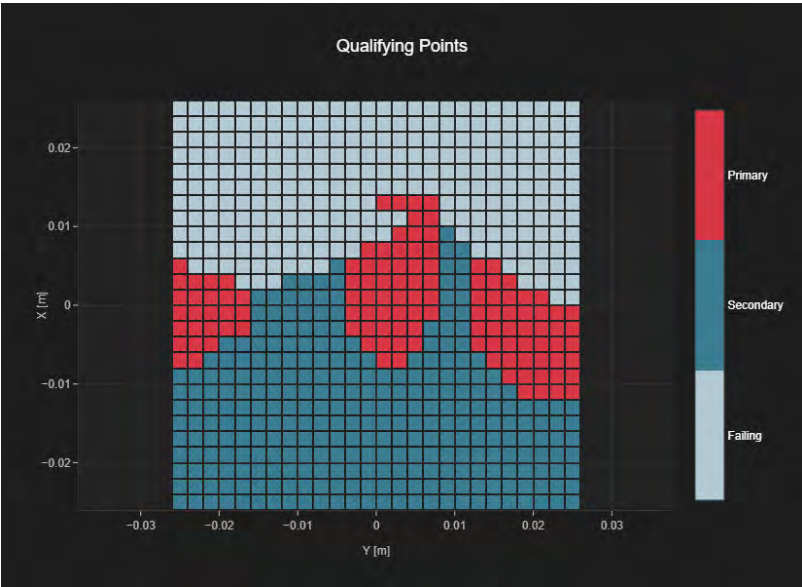 Qualifying Points
0.02
0.01
0
−0.01
−0.02
X [m]
−0.03
−0.02
−0.01
0
0.01
0.02
0.03
Y [m]
Primary
Secondary
Failing